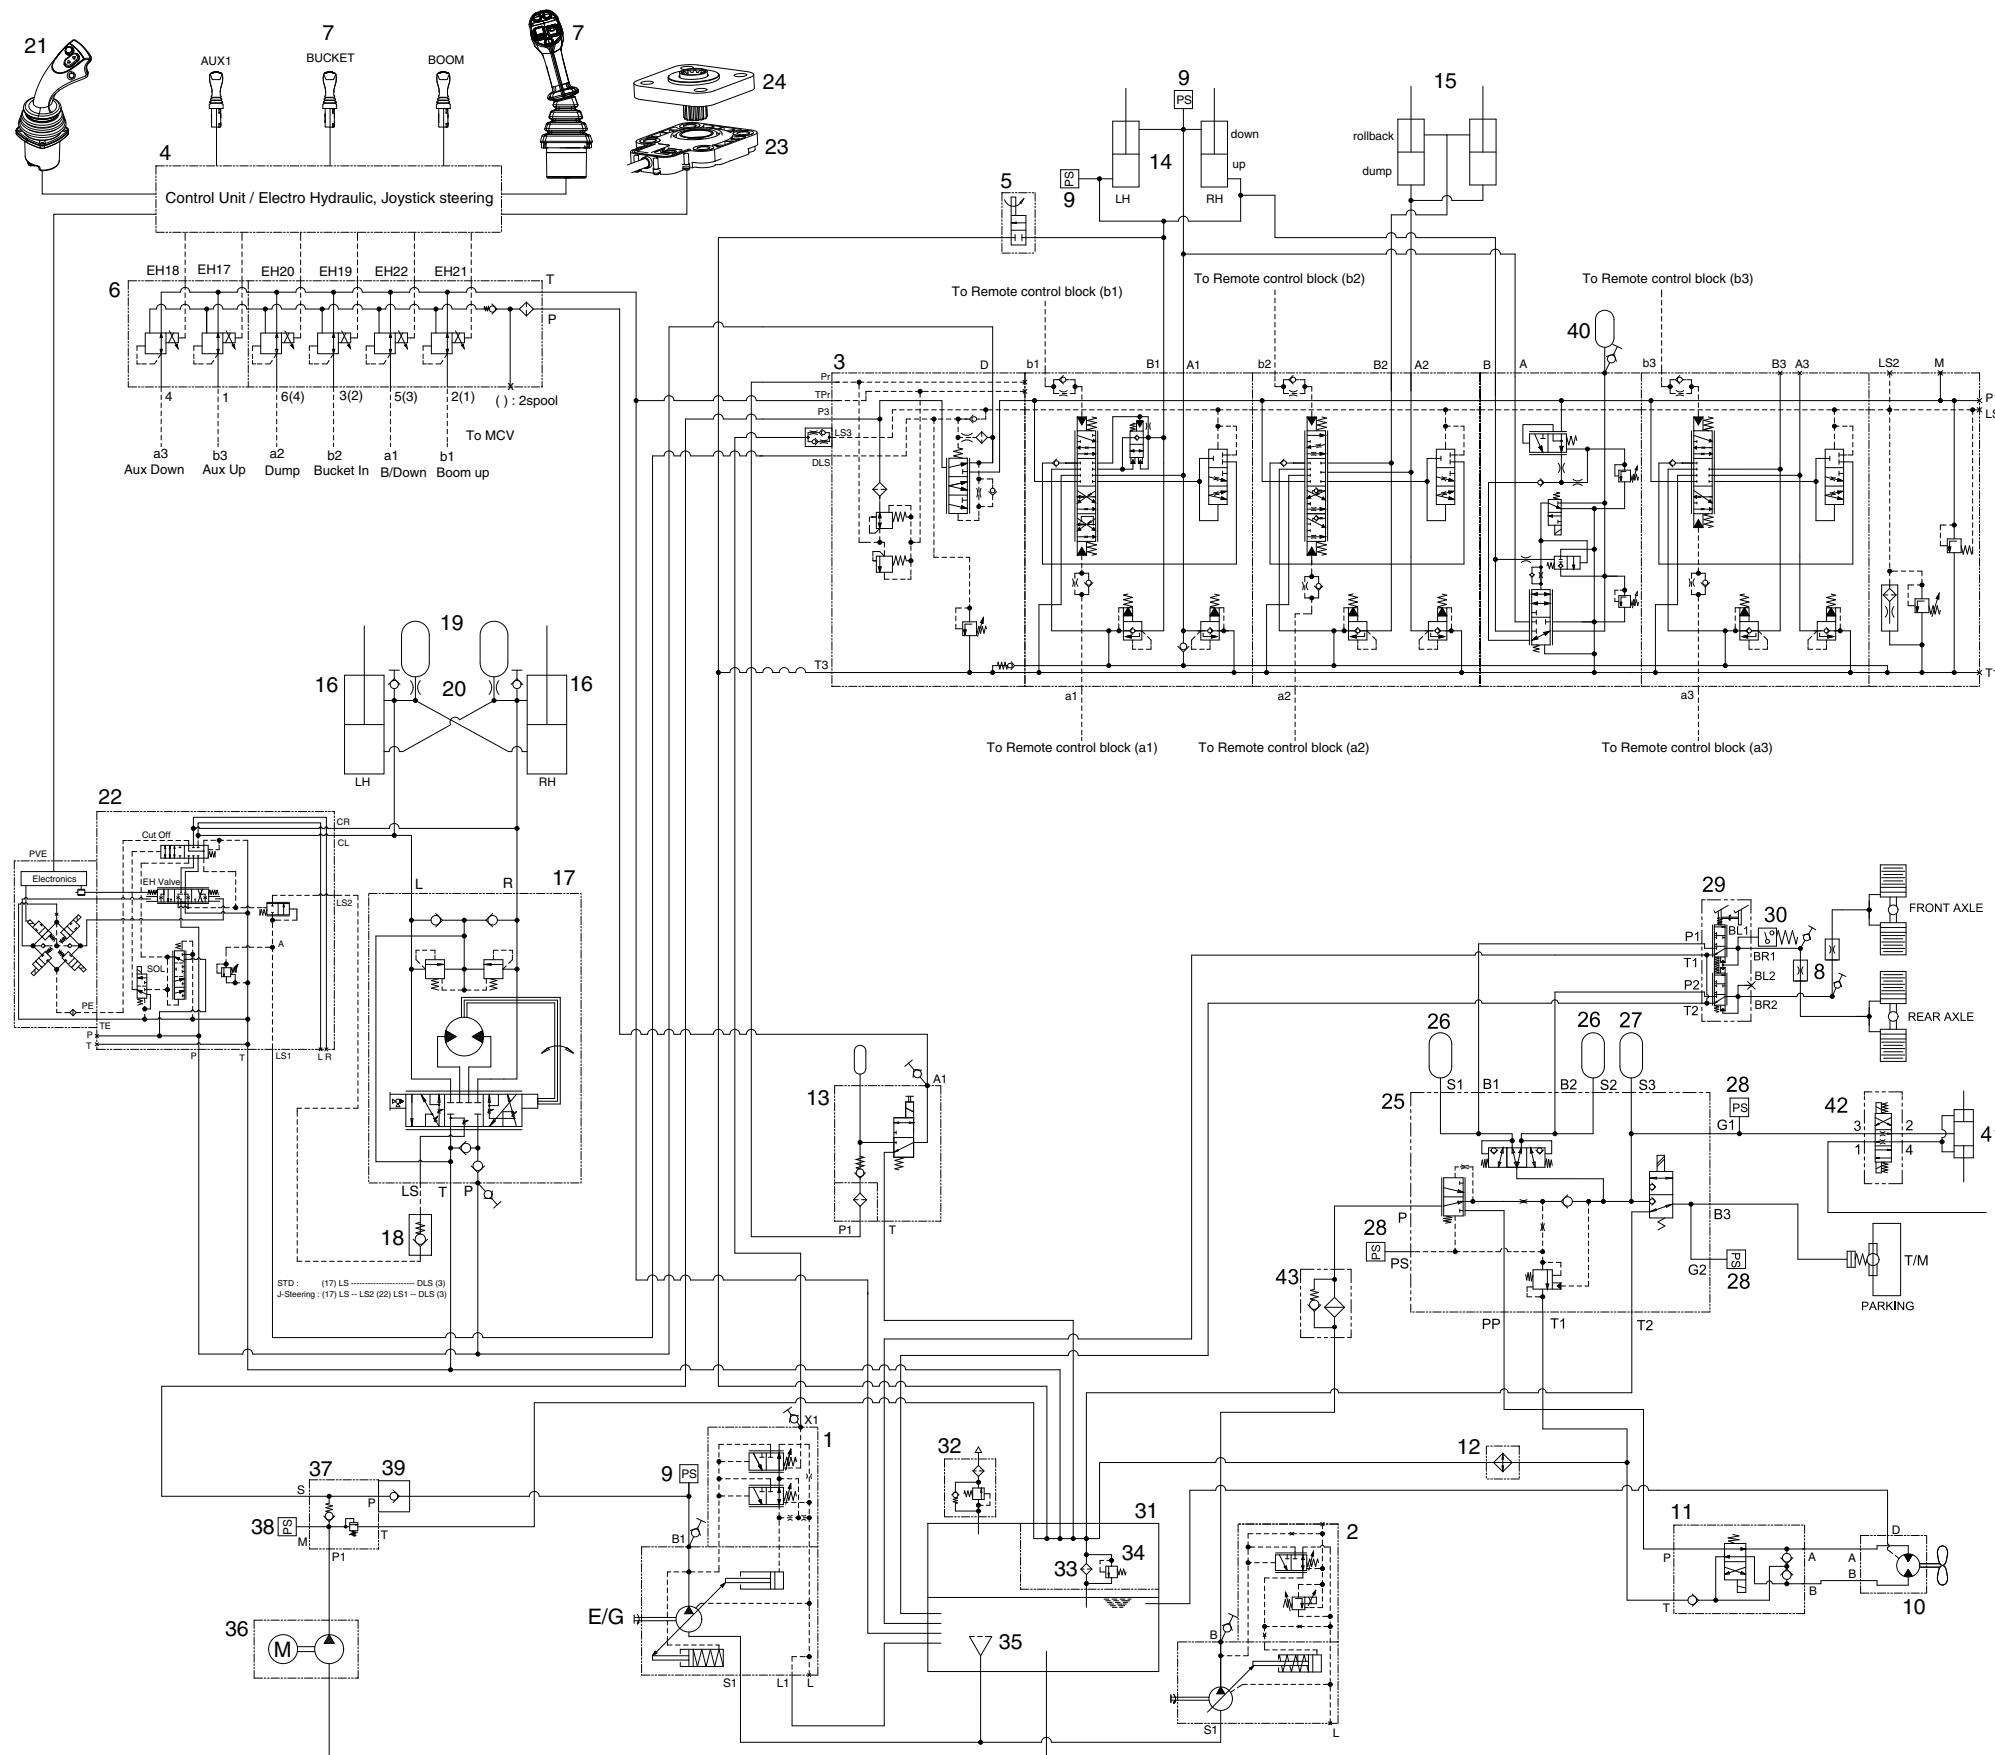 21
7
7
AUX1
BUCKET
BOOM
24
23
4
Control Unit / Electro Hydraulic, Joystick steering
EH18
EH17
EH20
EH19
EH22
EH21
T
P
6
4
1
6(4)
3(2)
5(3)
2(1)
( ) : 2spool
To MCV
a3
Aux Down
b3
Aux Up
a2
Dump
b2
Bucket In
a1
B/Down
b1
Boom up
9
PS
15
down
up
14
PS
9
LH
RH
rollback
dump
5
To Remote control block (b1)
To Remote control block (b2)
To Remote control block (b3)
40
3
D
b1
B1
A1
b2
B2
A2
B
A
b3
B3
A3
LS2
M
Pr
TPr
P3
LS3
DLS
T3
P
LS
T
a1
a2
a3
To Remote control block (a1)
To Remote control block (a2)
To Remote control block (a3)
19
16
20
16
LH
RH
22
CR
CL
Cut Off
PVE
Electronics
EH Valve
LS2
A
SOL
PE
TE
P
T
P
T
LS1
L R
L
R
17
LS
T
P
18
STD : (17) LS ---------------------- DLS (3)
J-Steering : (17) LS -- LS2 (22) LS1 -- DLS (3)
13
A1
P1
T
29
30
BL1
P1
T1
BR1
BL2
P2
T2
BR2
8
FRONT AXLE
REAR AXLE
26
26
27
S1
B1
B2
S2
S3
25
28
PS
G1
42
3
2
1
4
4
P
28
PS
PS
B3
G2
PS
28
T/M
PARKING
43
PP
T1
T2
X1
1
9
PS
B1
E/G
S1
L1
L
37
39
S
P
38
PS
M
T
P1
36
M
32
31
33
34
35
2
B
S1
L
12
11
P
T
A
B
D
A
B
10